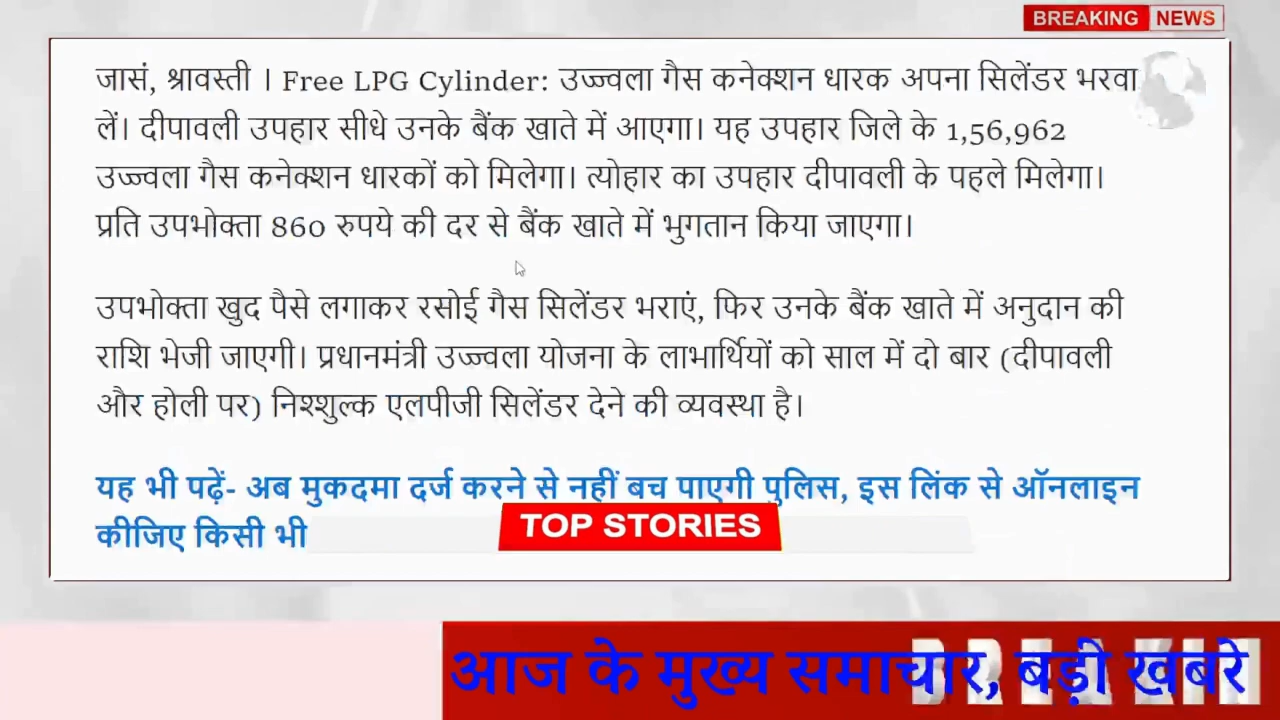 BREAKING NEWS
जासं, श्रावस्ती । Free LPG Cylinder: उज्ज्वला गैस कनेक्शन धारक अपना सिलेंडर भरवा
लें। दीपावली उपहार सीधे उनके बैंक खाते में आएगा। यह उपहार जिले के 1,56,962
उज्ज्वला गैस कनेक्शन धारकों को मिलेगा। त्योहार का उपहार दीपावली के पहले मिलेगा।
प्रति उपभोक्ता 860 रुपये की दर से बैंक खाते में भुगतान किया जाएगा।
उपभोक्ता खुद पैसे लगाकर रसोई गैस सिलेंडर भराएं, फिर उनके बैंक खाते में अनुदान की
राशि भेजी जाएगी। प्रधानमंत्री उज्ज्वला योजना के लाभार्थियों को साल में दो बार (दीपावली
और होली पर) निश्शुल्क एलपीजी सिलेंडर देने की व्यवस्था है।
यह भी पढ़ें- अब मुकदमा दर्ज करने से नहीं बच पाएगी पुलिस, इस लिंक से ऑनलाइन
कीजिए किसी भी
TOP STORIES
आज के मुख्य समाचार, बड़ी खबरे
BREAKIN